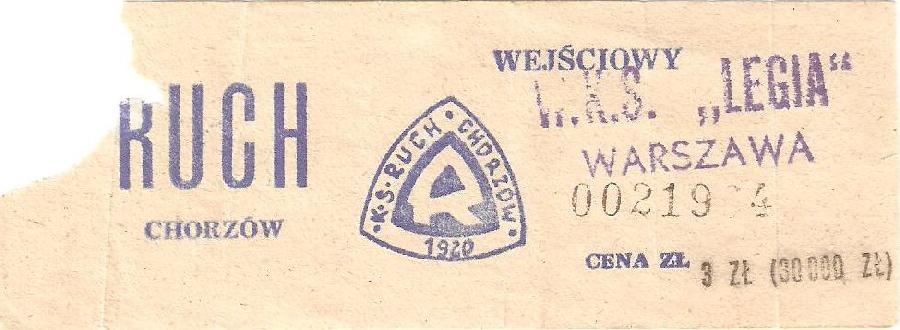 RUCH
CHORZÓW
K·S·RUCH·CHORZÓW·
R
1920
WEJŚCIOWY
W.K.S. „LEGIA“
WARSZAWA
CENA ZŁ 3 ZŁ (30000 ZŁ)